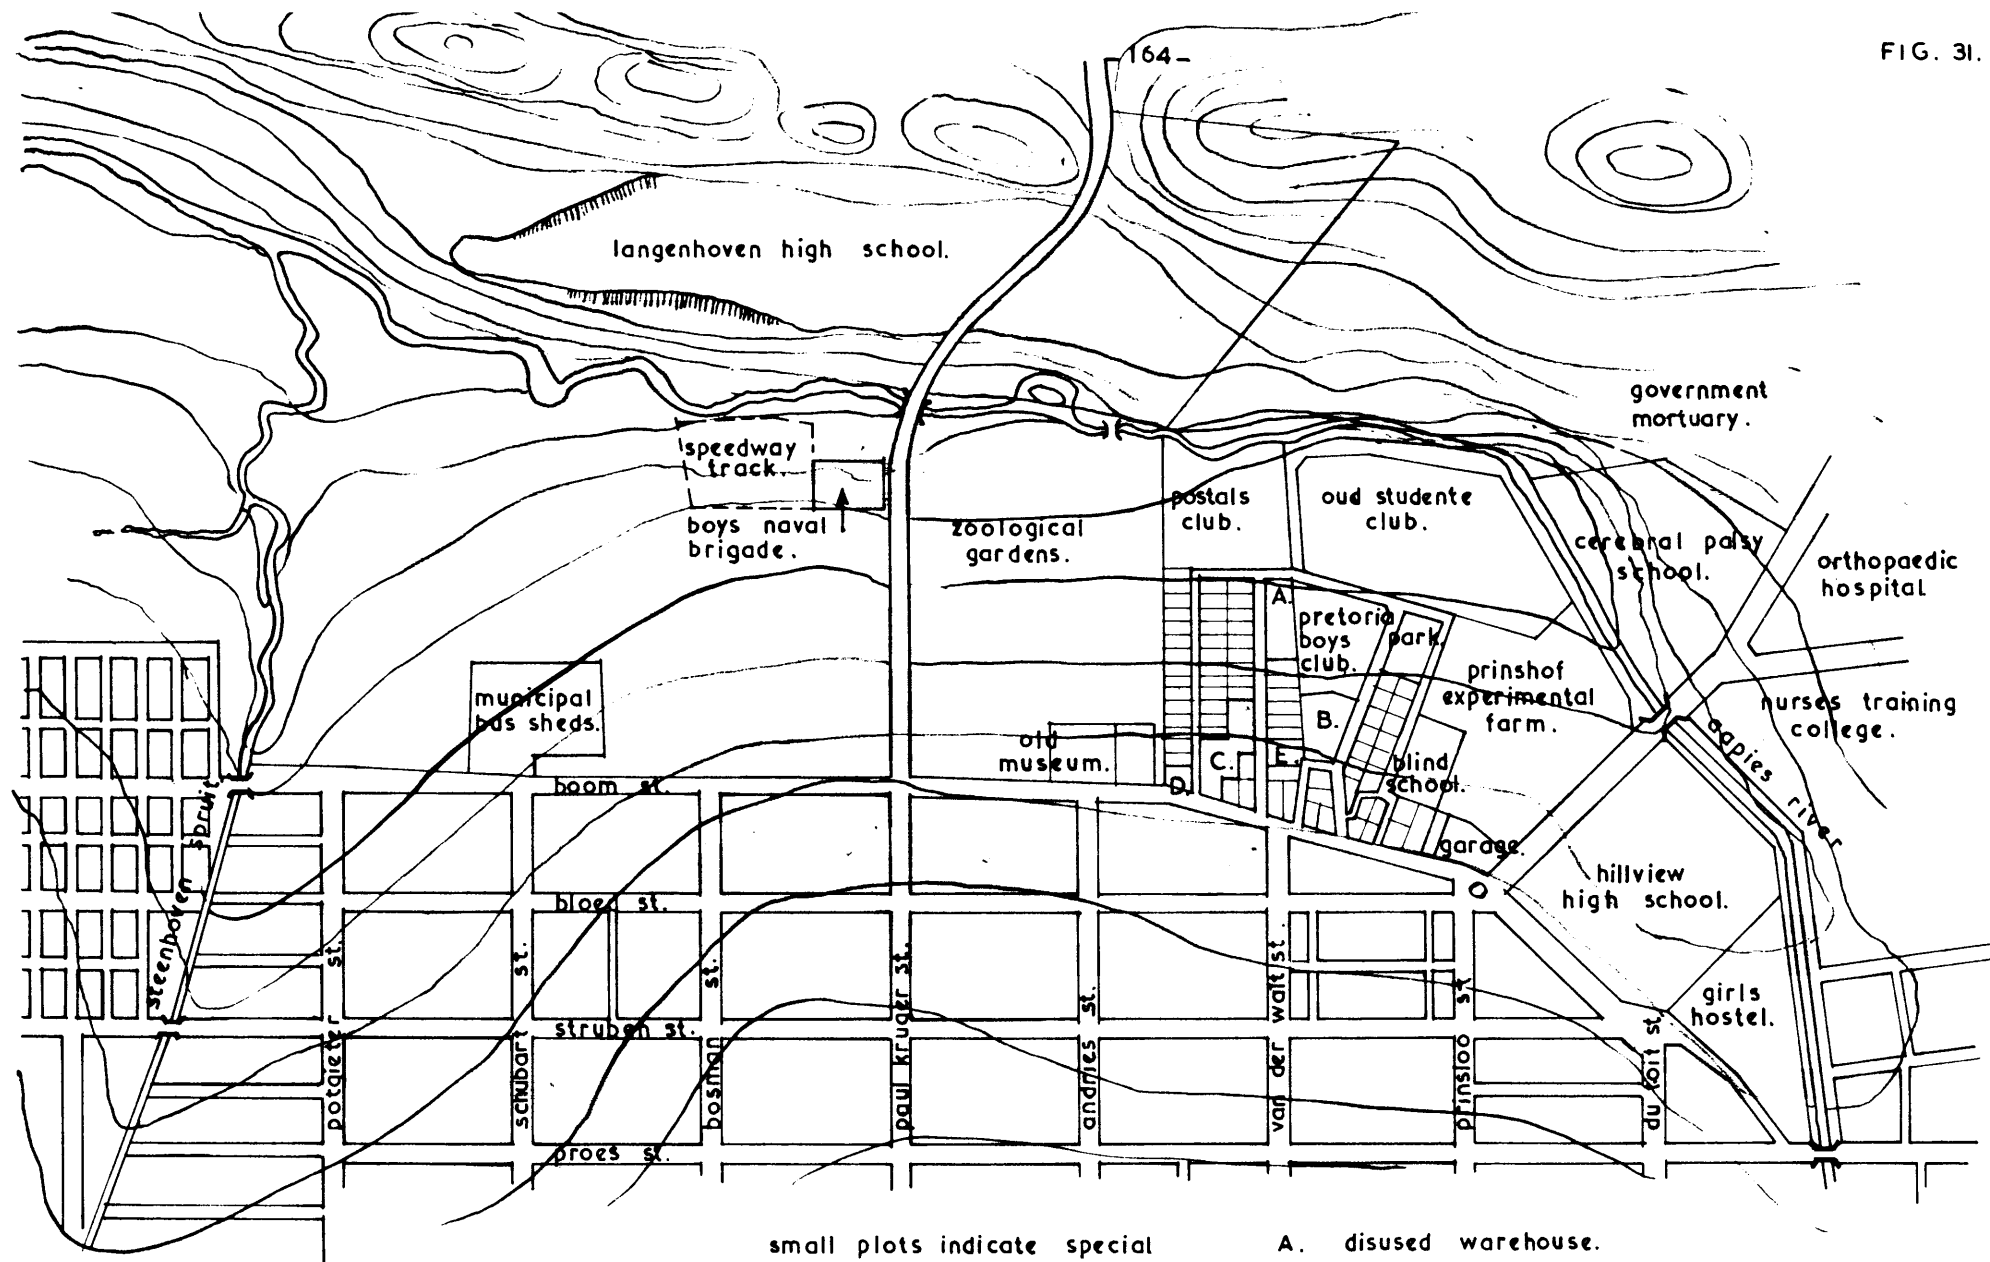 164-
FIG. 31.
langenhoven high school.
government
mortuary.
speedway
track.
boys naval
brigade.
zoological
gardens.
postals
club.
oud studente
club.
cerebral palsy
school.
orthopaedic
hospital
A.
pretoria
boys
club.
park.
prinshof
experimental
farm.
nurses training
college.
municipal
bus sheds.
old
museum.
B.
C.
D.
E.
blind
school.
garage.
aapies river
hillview
high school.
girls
hostel.
steenhoven spruit
boom st.
bloed st.
struben st.
proes st.
potgieter st.
schubart st.
bosman st.
paul kruger st.
andries st.
van der walt st.
prinsloo st
du toit st.
small plots indicate special
A. disused warehouse.